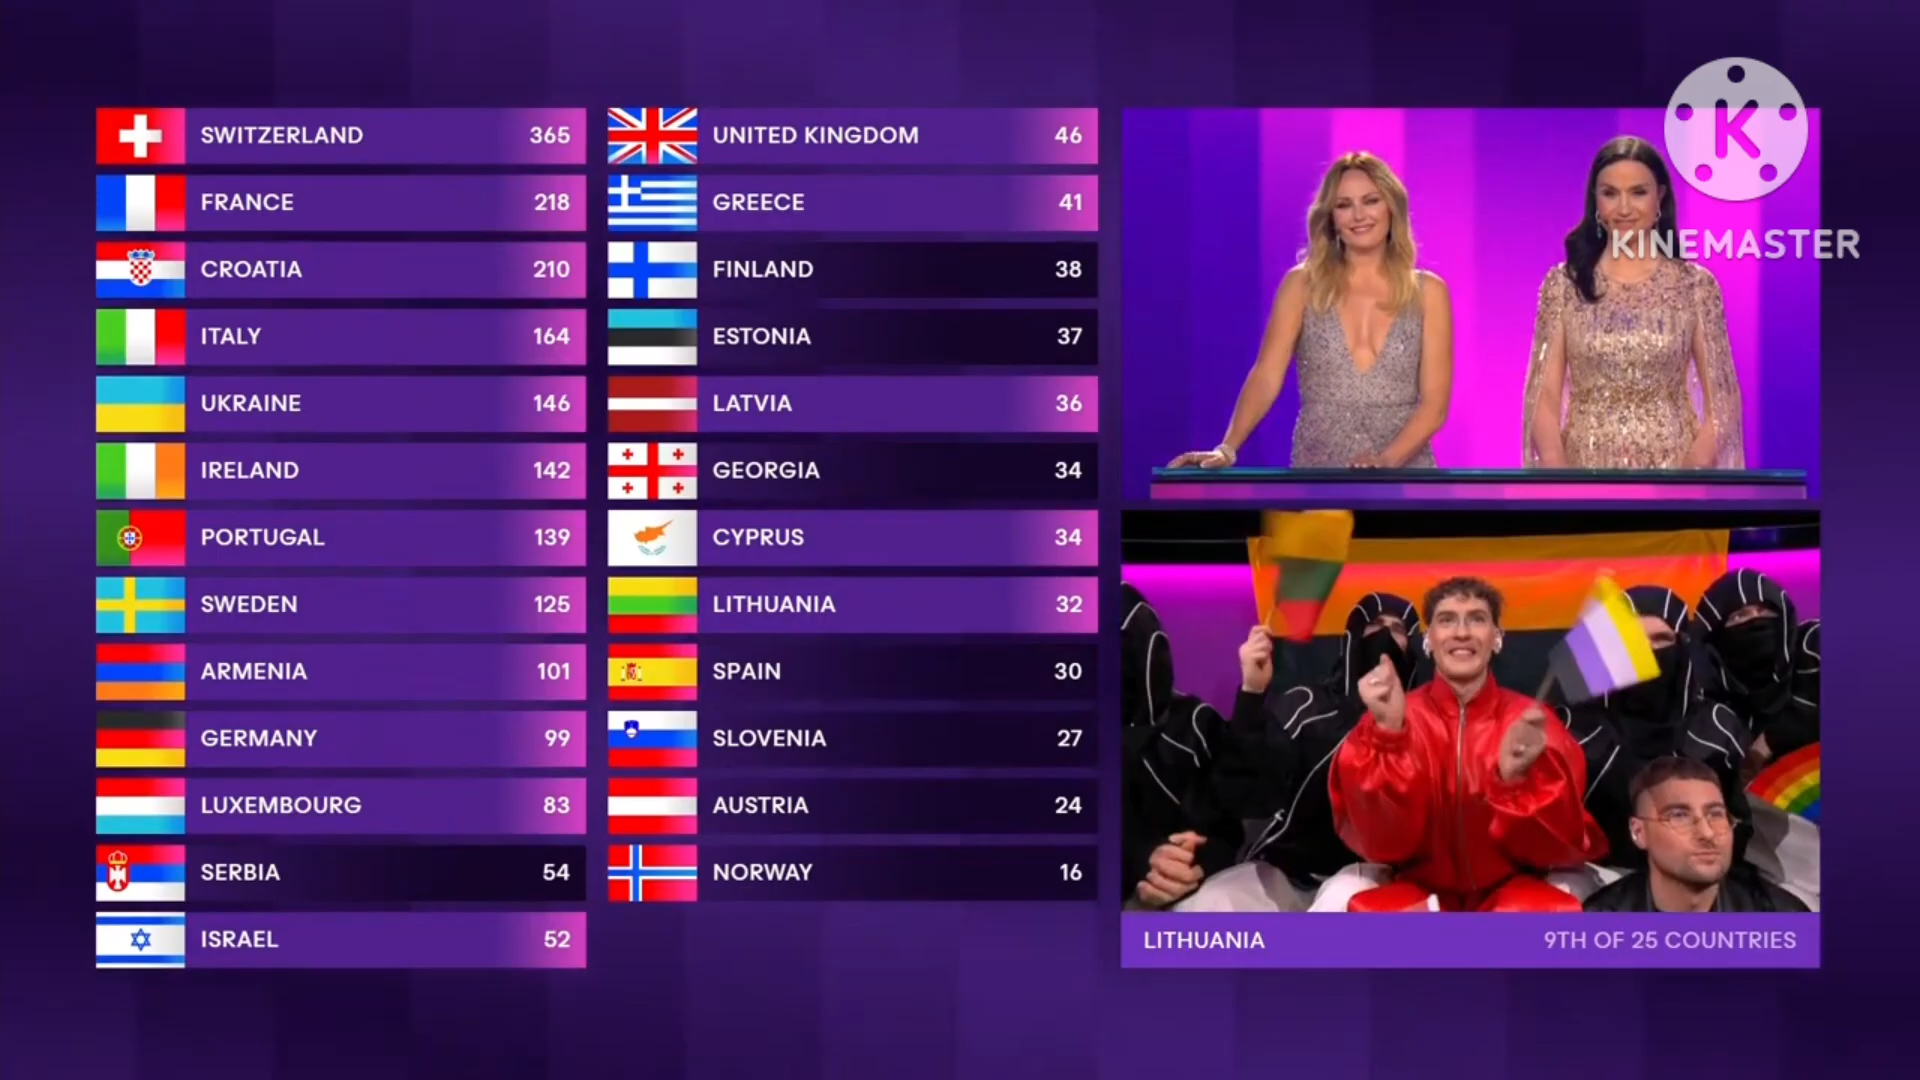 SWITZERLAND 365
FRANCE 218
CROATIA 210
ITALY 164
UKRAINE 146
IRELAND 142
PORTUGAL 139
SWEDEN 125
ARMENIA 101
GERMANY 99
LUXEMBOURG 83
SERBIA 54
ISRAEL 52
UNITED KINGDOM 46
GREECE 41
FINLAND 38
ESTONIA 37
LATVIA 36
GEORGIA 34
CYPRUS 34
LITHUANIA 32
SPAIN 30
SLOVENIA 27
AUSTRIA 24
NORWAY 16
K
KINEMASTER
LITHUANIA 9TH OF 25 COUNTRIES